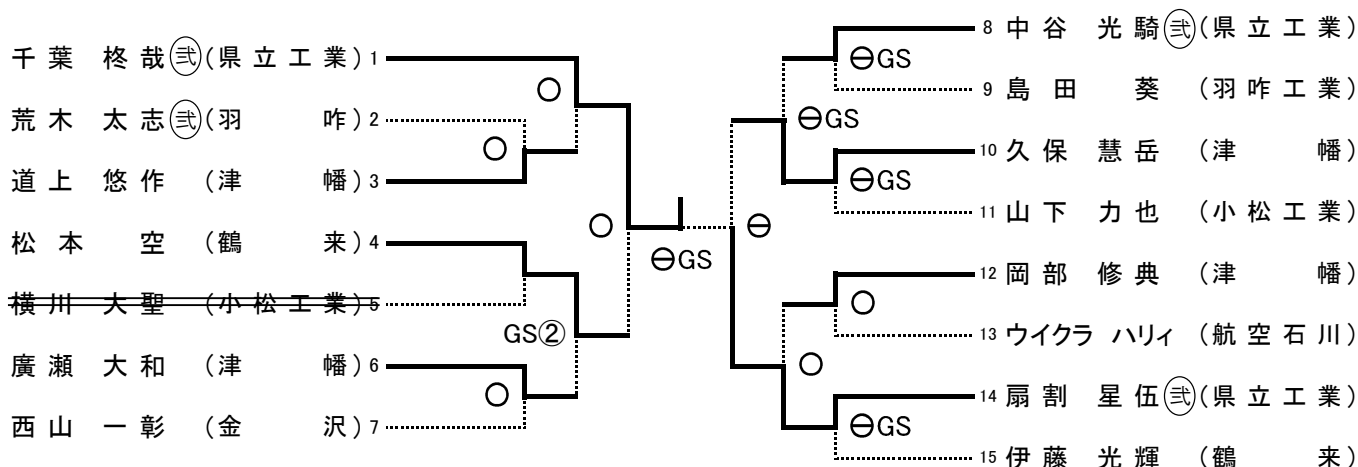 千葉 柊哉 弐 (県立工業) 1
荒木 太志 弐 (羽咋) 2
道上 悠作 (津幡) 3
松本 空 (鶴来) 4
横川 大聖 (小松工業) 5
廣瀬 大和 (津幡) 6
西山 一彰 (金沢) 7
○
○
○
GS②
○
⊖GS
⊖
⊖GS
⊖GS
⊖GS
○
○
⊖GS
8 中谷 光騎 弐 (県立工業)
9 島田 葵 (羽咋工業)
10 久保 慧岳 (津幡)
11 山下 力也 (小松工業)
12 岡部 修典 (津幡)
13 ウイクラ ハリィ (航空石川)
14 扇割 星伍 弐 (県立工業)
15 伊藤 光輝 (鶴来)